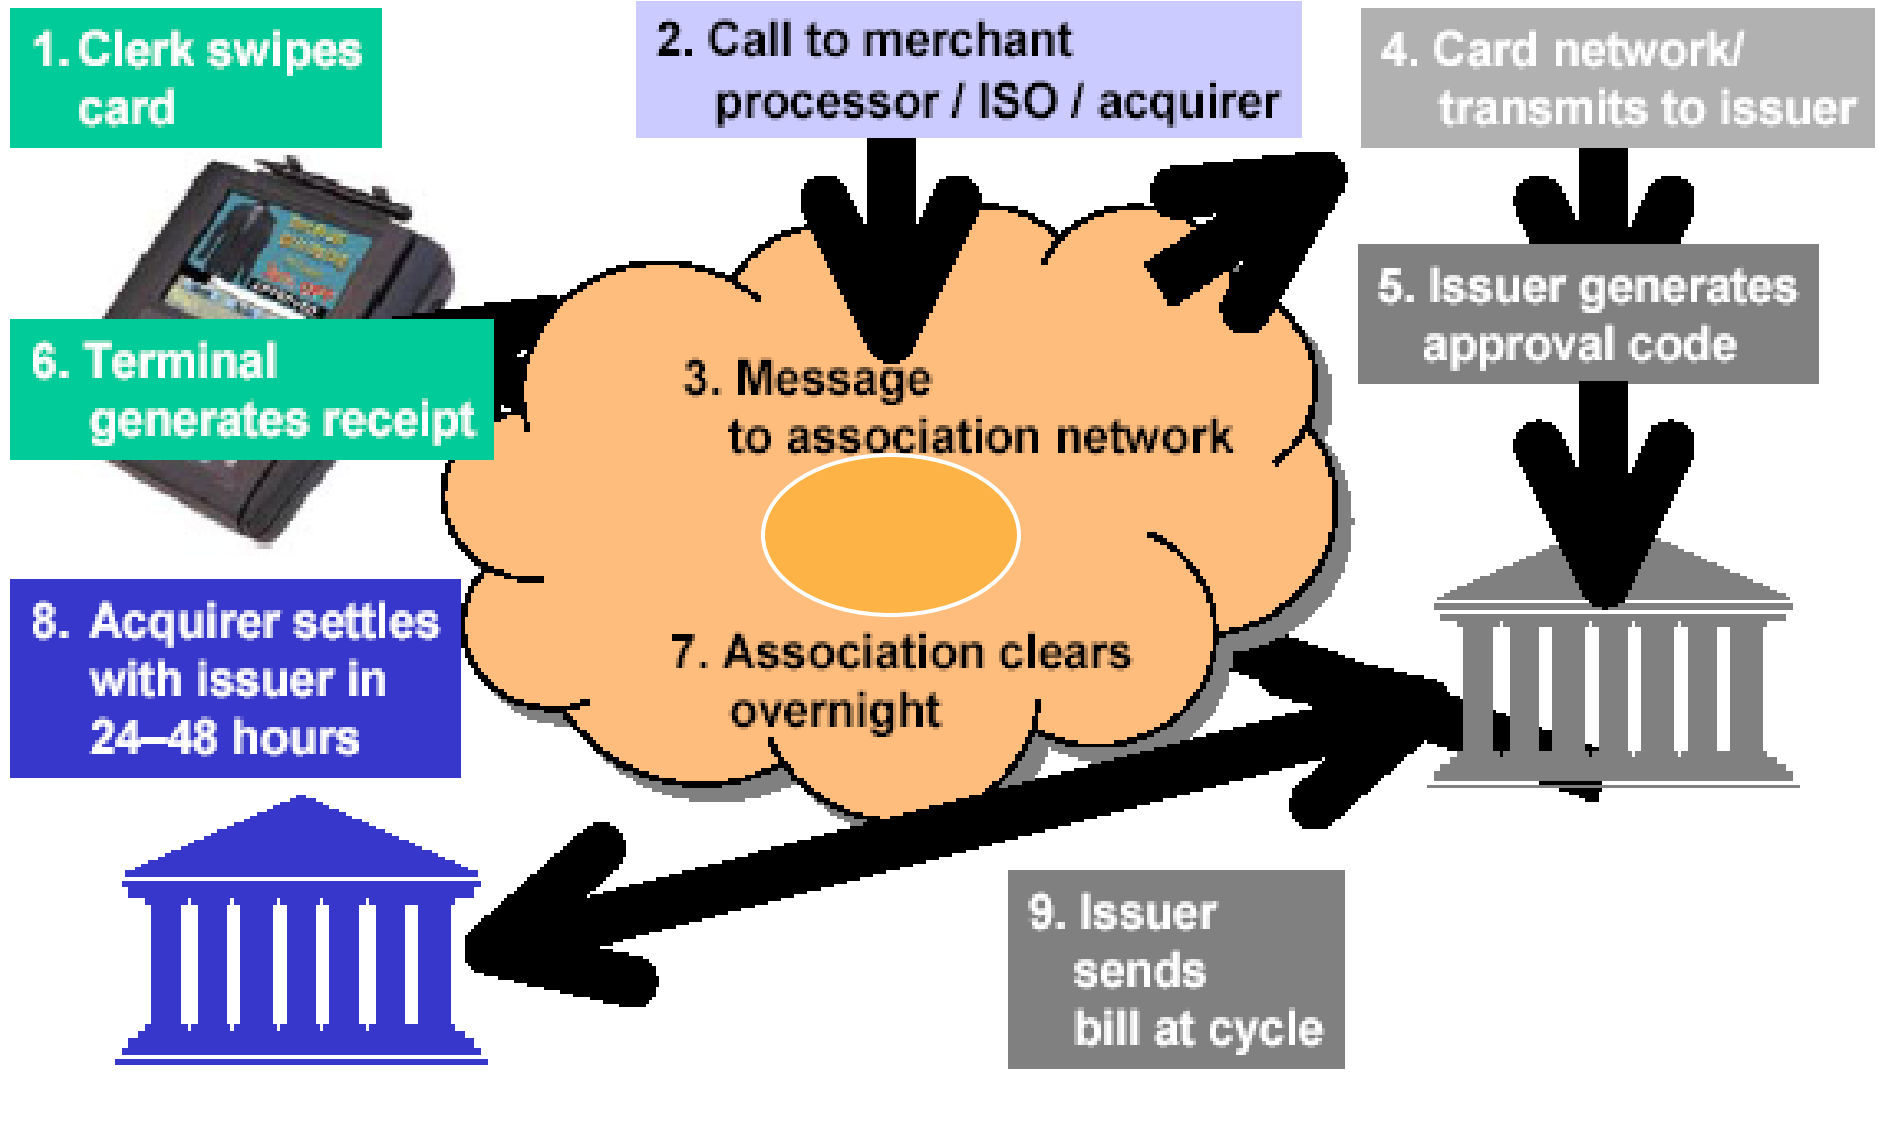 1. Clerk swipes
card
2. Call to merchant
processor / ISO / acquirer
4. Card network/
transmits to issuer
5. Issuer generates
approval code
6. Terminal
generates receipt
3. Message
to association network
8. Acquirer settles
with issuer in
24–48 hours
7. Association clears
overnight
9. Issuer
sends
bill at cycle